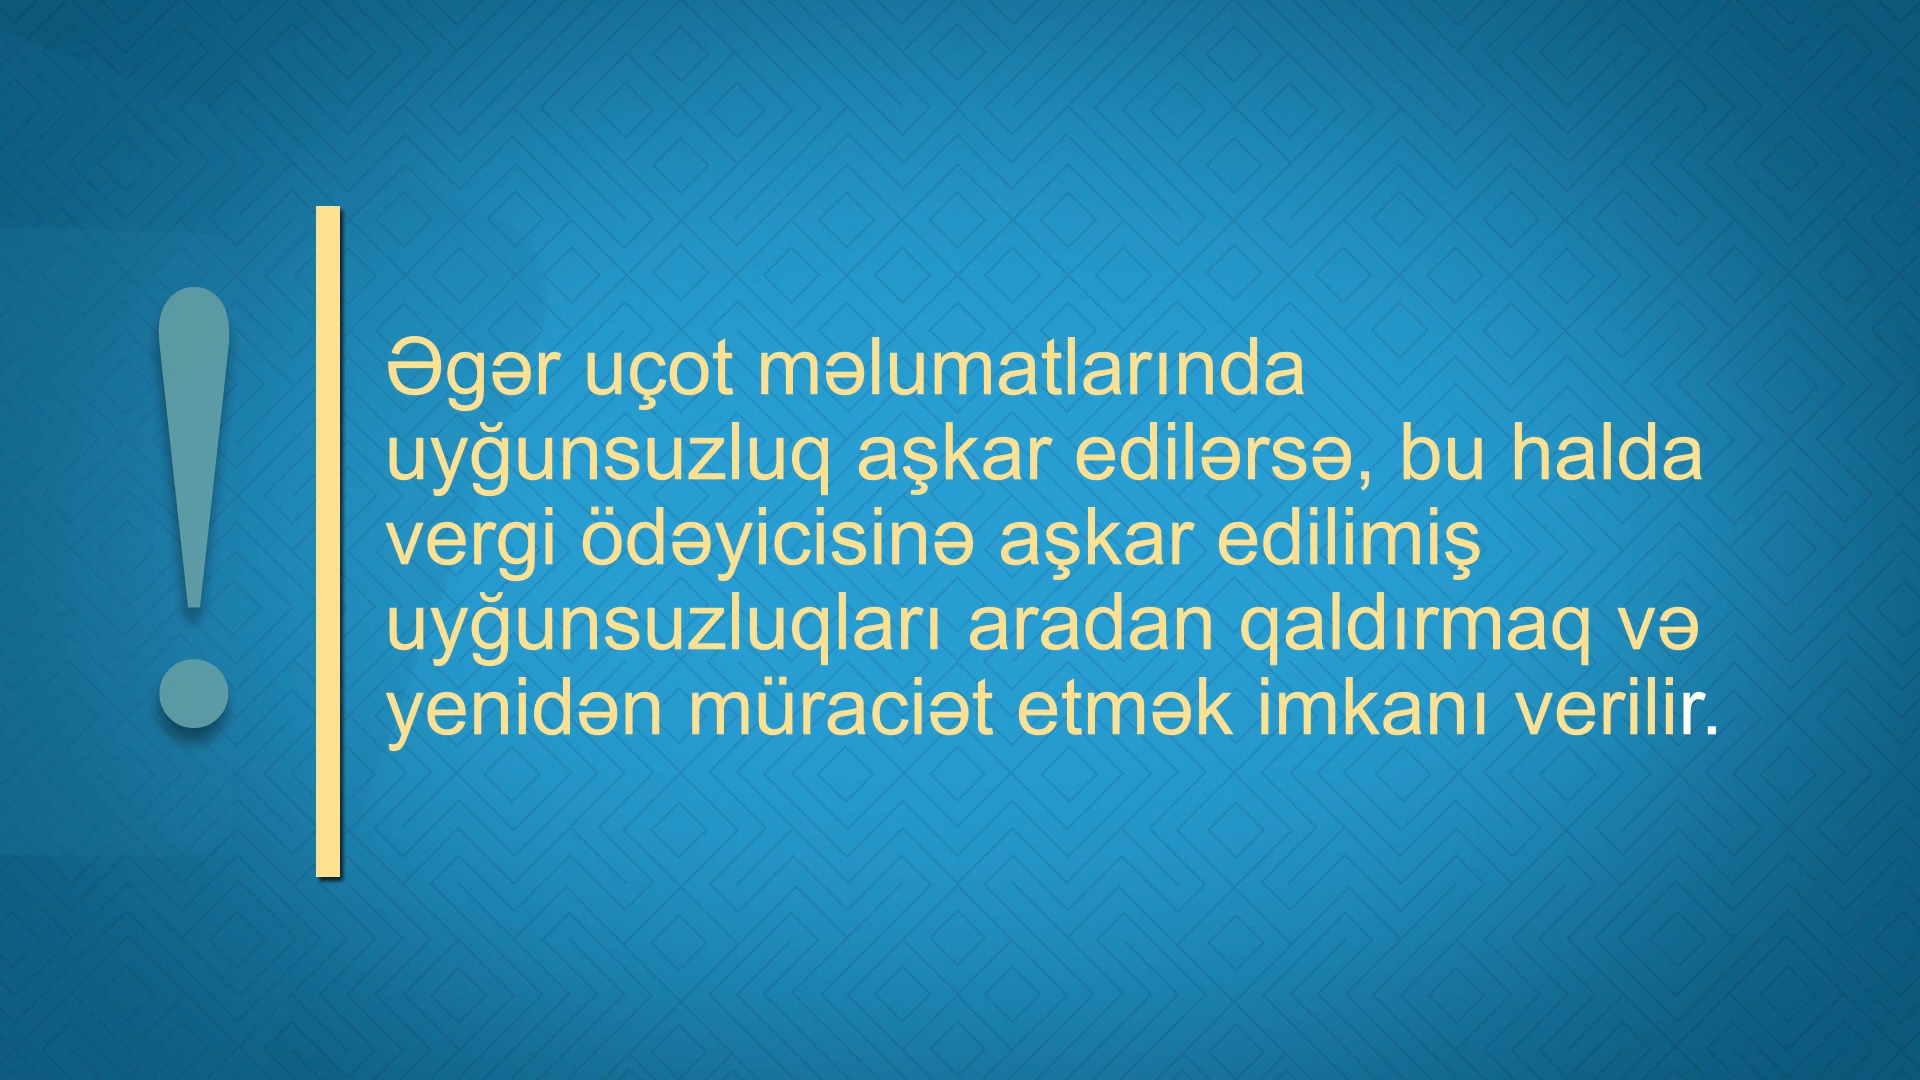 Əgər uçot məlumatlarında
uyğunsuzluq aşkar edilərsə, bu halda
vergi ödəyicisinə aşkar edilimiş
uyğunsuzluqları aradan qaldırmaq və
yenidən müraciət etmək imkanı verilir.